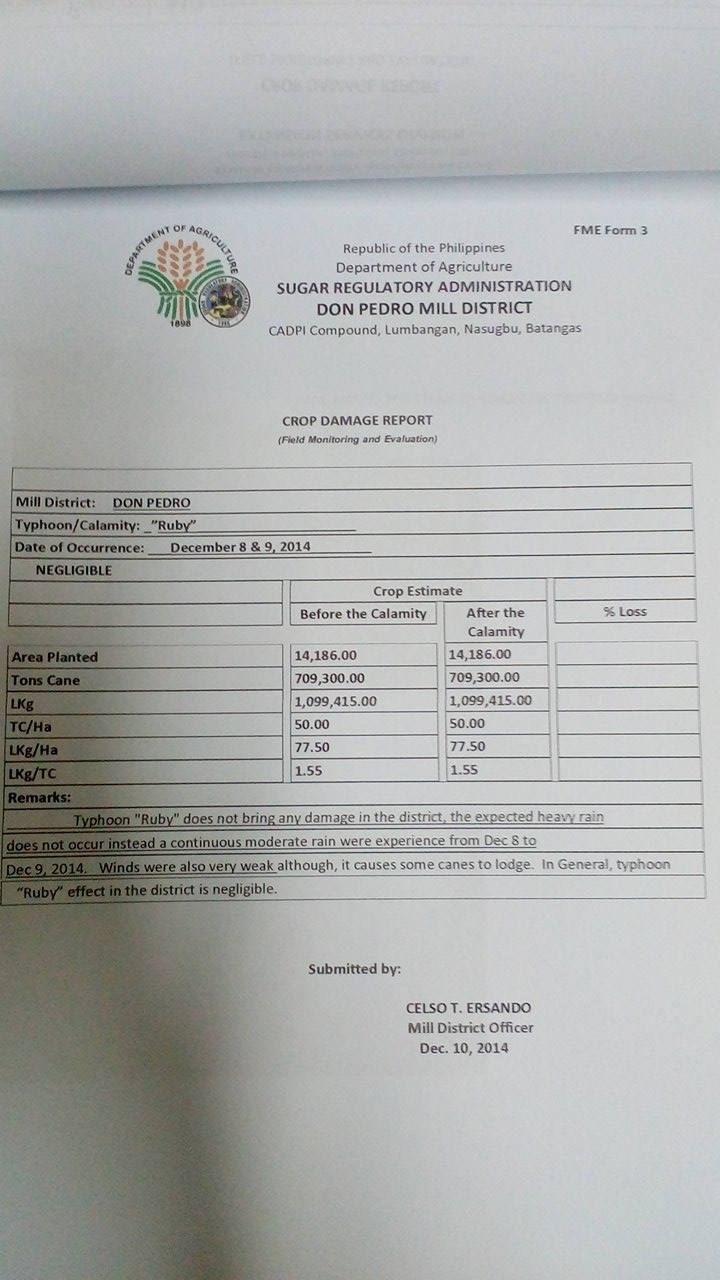 FME Form 3
DEPARTMENT OF AGRICULTURE
1898
Republic of the Philippines
Department of Agriculture
SUGAR REGULATORY ADMINISTRATION
DON PEDRO MILL DISTRICT
CADPI Compound, Lumbangan, Nasugbu, Batangas
CROP DAMAGE REPORT
(Field Monitoring and Evaluation)
Mill District: DON PEDRO
Typhoon/Calamity: "Ruby"
Date of Occurrence: December 8 & 9, 2014
NEGLIGIBLE
Crop Estimate
Before the Calamity After the Calamity % Loss
Area Planted 14,186.00 14,186.00
Tons Cane 709,300.00 709,300.00
LKg 1,099,415.00 1,099,415.00
TC/Ha 50.00 50.00
LKg/Ha 77.50 77.50
LKg/TC 1.55 1.55
Remarks:
Typhoon "Ruby" does not bring any damage in the district, the expected heavy rain
does not occur instead a continuous moderate rain were experience from Dec 8 to
Dec 9, 2014. Winds were also very weak although, it causes some canes to lodge. In General, typhoon
"Ruby" effect in the district is negligible.
Submitted by:
CELSO T. ERSANDO
Mill District Officer
Dec. 10, 2014